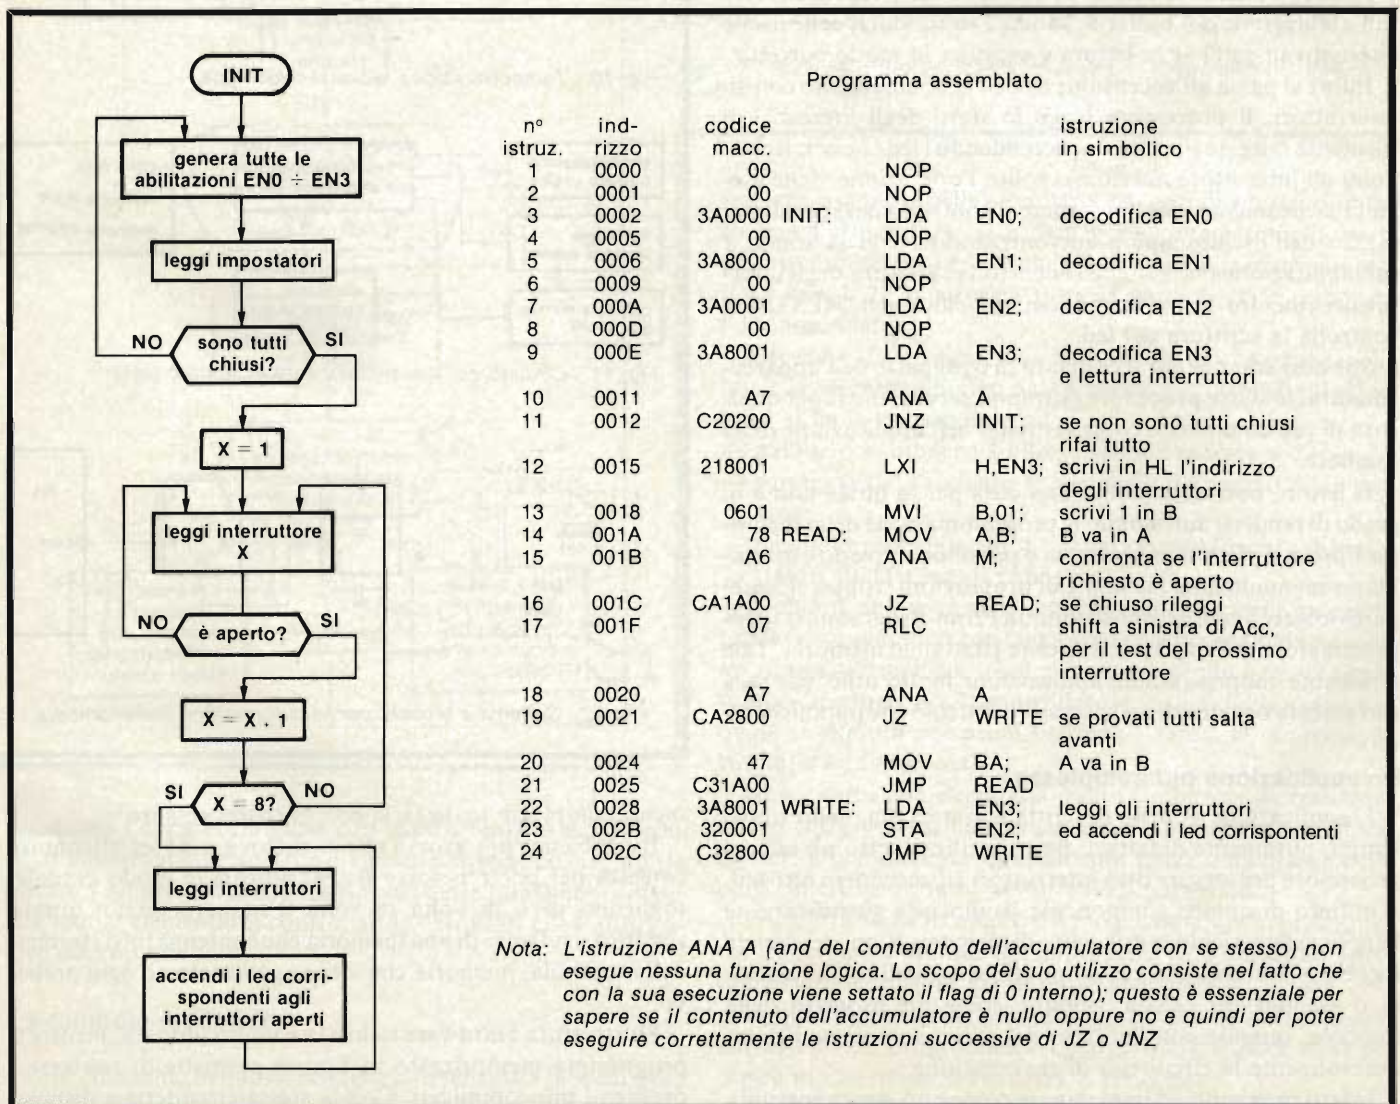 INIT
genera tutte le
abilitazioni EN0 ÷ EN3
leggi impostatori
NO
sono tutti
chiusi?
SI
X = 1
leggi interruttore
X
NO
è aperto?
SI
X = X . 1
SI
X = 8?
NO
leggi interruttori
accendi i led corri-
spondenti agli
interruttori aperti
Programma assemblato
n° ind- codice istruzione
istruz. rizzo macc. in simbolico
1 0000 00 NOP
2 0001 00 NOP
3 0002 3A0000 INIT: LDA EN0; decodifica EN0
4 0005 00 NOP
5 0006 3A8000 LDA EN1; decodifica EN1
6 0009 00 NOP
7 000A 3A0001 LDA EN2; decodifica EN2
8 000D 00 NOP
9 000E 3A8001 LDA EN3; decodifica EN3
e lettura interruttori
10 0011 A7 ANA A
11 0012 C20200 JNZ INIT; se non sono tutti chiusi
rifai tutto
12 0015 218001 LXI H,EN3; scrivi in HL l'indirizzo
degli interruttori
13 0018 0601 MVI B,01; scrivi 1 in B
14 001A 78 READ: MOV A,B; B va in A
15 001B A6 ANA M; confronta se l'interruttore
richiesto è aperto
16 001C CA1A00 JZ READ; se chiuso rileggi
17 001F 07 RLC shift a sinistra di Acc,
per il test del prossimo
interruttore
18 0020 A7 ANA A
19 0021 CA2800 JZ WRITE se provati tutti salta
avanti
20 0024 47 MOV BA; A va in B
21 0025 C31A00 JMP READ
22 0028 3A8001 WRITE: LDA EN3; leggi gli interruttori
23 002B 320001 STA EN2; ed accendi i led corrispontenti
24 002C C32800 JMP WRITE
Nota: L'istruzione ANA A (and del contenuto dell'accumulatore con se stesso) non
esegue nessuna funzione logica. Lo scopo del suo utilizzo consiste nel fatto che
con la sua esecuzione viene settato il flag di 0 interno); questo è essenziale per
sapere se il contenuto dell'accumulatore è nullo oppure no e quindi per poter
eseguire correttamente le istruzioni successive di JZ o JNZ